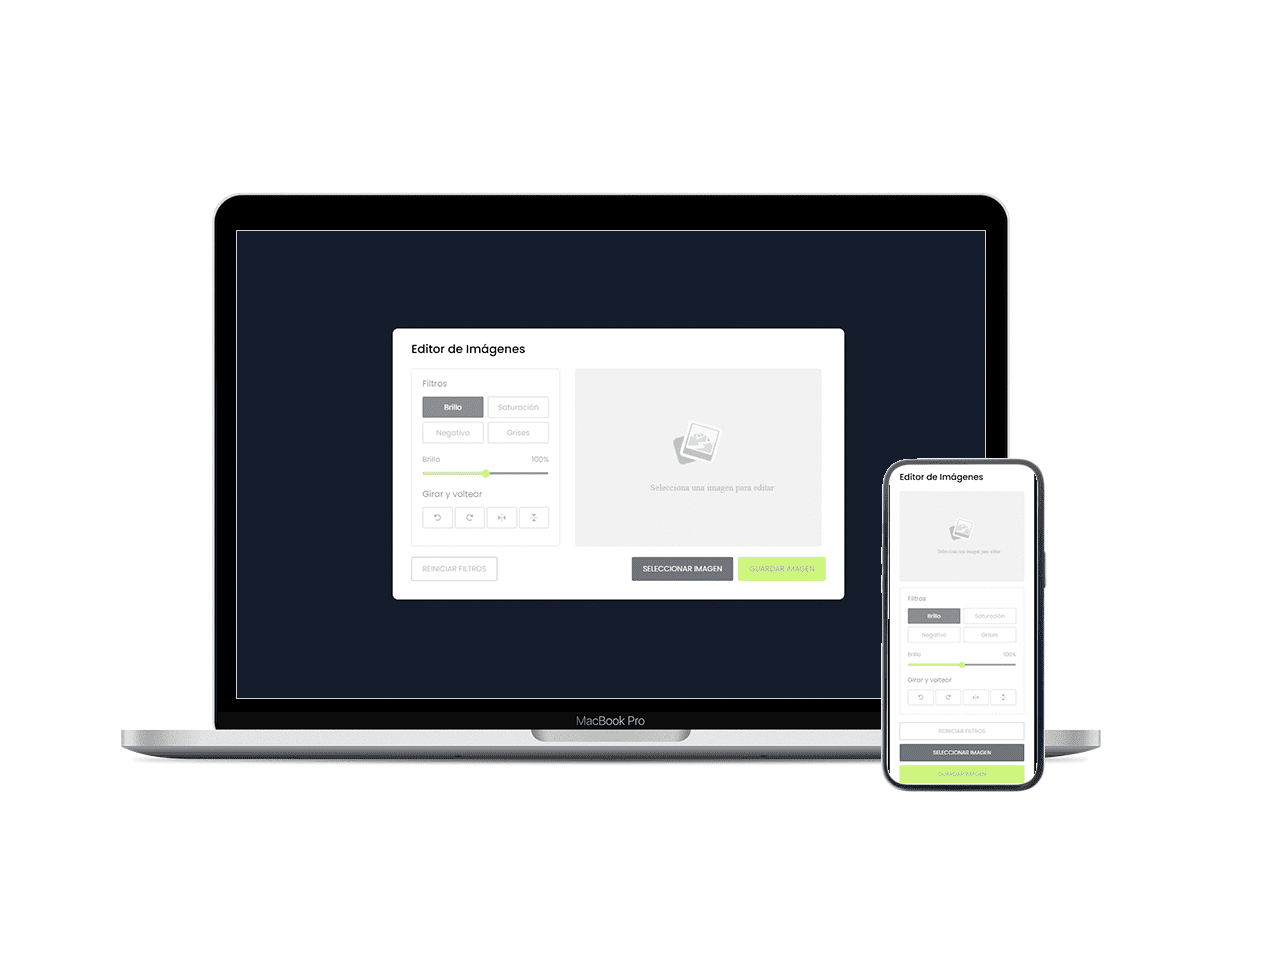 Editor de Imágenes
Filtros
Brillo
Saturación
Negativo
Grises
Brillo
100%
Girar y voltear
Selecciona una imagen para editar
REINICIAR FILTROS
SELECCIONAR IMAGEN
GUARDAR IMAGEN
MacBook Pro
Editor de Imágenes
Selecciona una imagen para editar
Filtros
Brillo
Saturación
Negativo
Grises
Brillo
100%
Girar y voltear
REINICIAR FILTROS
SELECCIONAR IMAGEN
GUARDAR IMAGEN